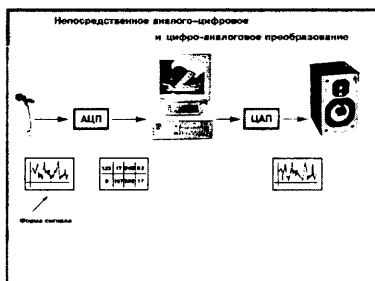 Непосредственное аналого-цифровое
и цифро-аналоговое преобразование
АЦП
ЦАП
Форма сигнала